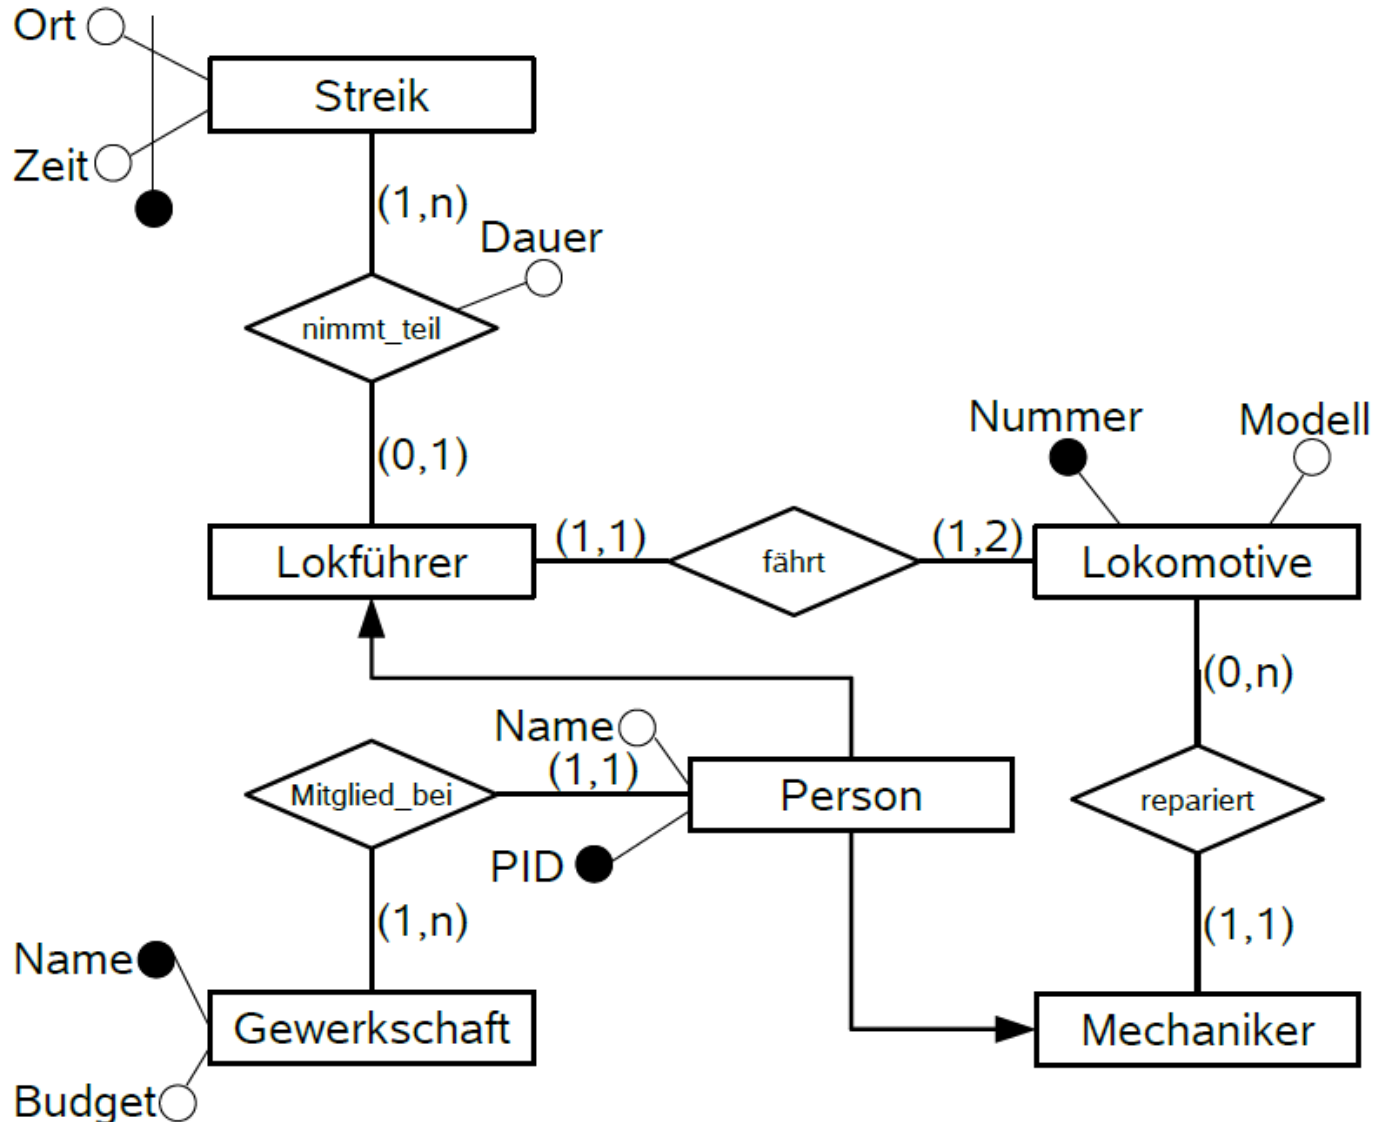 Ort
Streik
Zeit
(1,n)
Dauer
nimmt_teil
(0,1)
Nummer
Modell
Lokführer
(1,1)
fährt
(1,2)
Lokomotive
(0,n)
Name
(1,1)
Mitglied_bei
Person
repariert
PID
(1,n)
(1,1)
Name
Gewerkschaft
Mechaniker
Budget